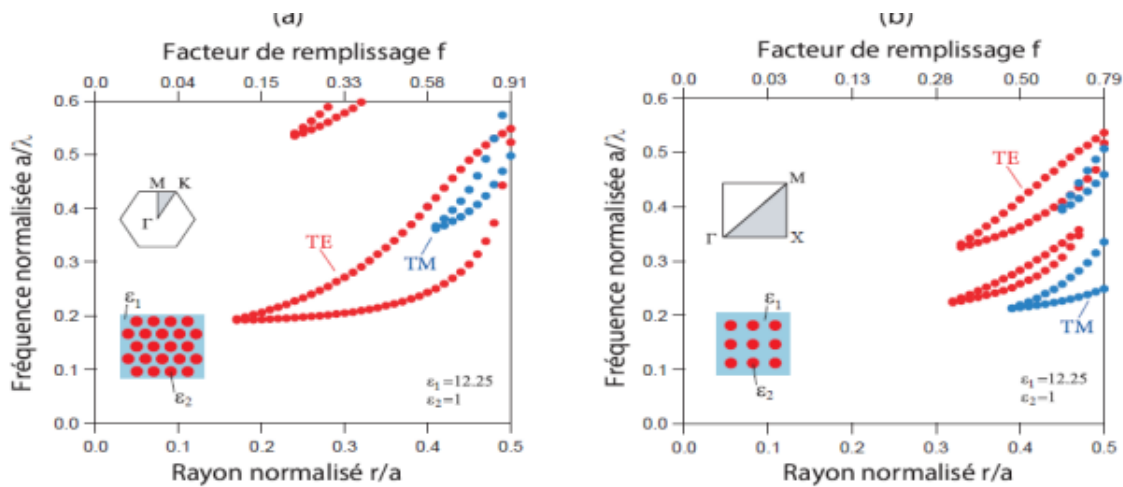 (a)
Facteur de remplissage f
0.0 0.04 0.15 0.33 0.58 0.91
0.6
0.5
0.4
0.3
0.2
0.1
0.0
Fréquence normalisée a/λ
M K
Γ
TE
TM
ε1
ε2
ε1=12.25
ε2=1
0.0 0.1 0.2 0.3 0.4 0.5
Rayon normalisé r/a
(b)
Facteur de remplissage f
0.0 0.03 0.13 0.28 0.50 0.79
0.6
0.5
0.4
0.3
0.2
0.1
0.0
Fréquence normalisée a/λ
M
Γ X
TE
TM
ε1
ε2
ε1=12.25
ε2=1
0.0 0.1 0.2 0.3 0.4 0.5
Rayon normalisé r/a